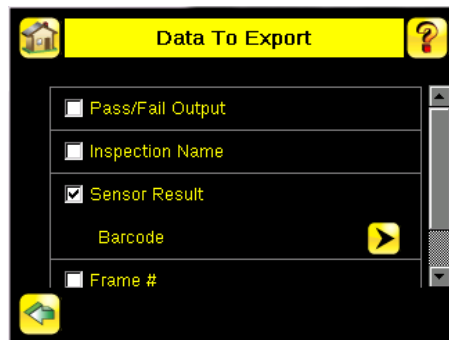 Data To Export
?
Pass/Fail Output
Inspection Name
Sensor Result
Barcode
Frame #